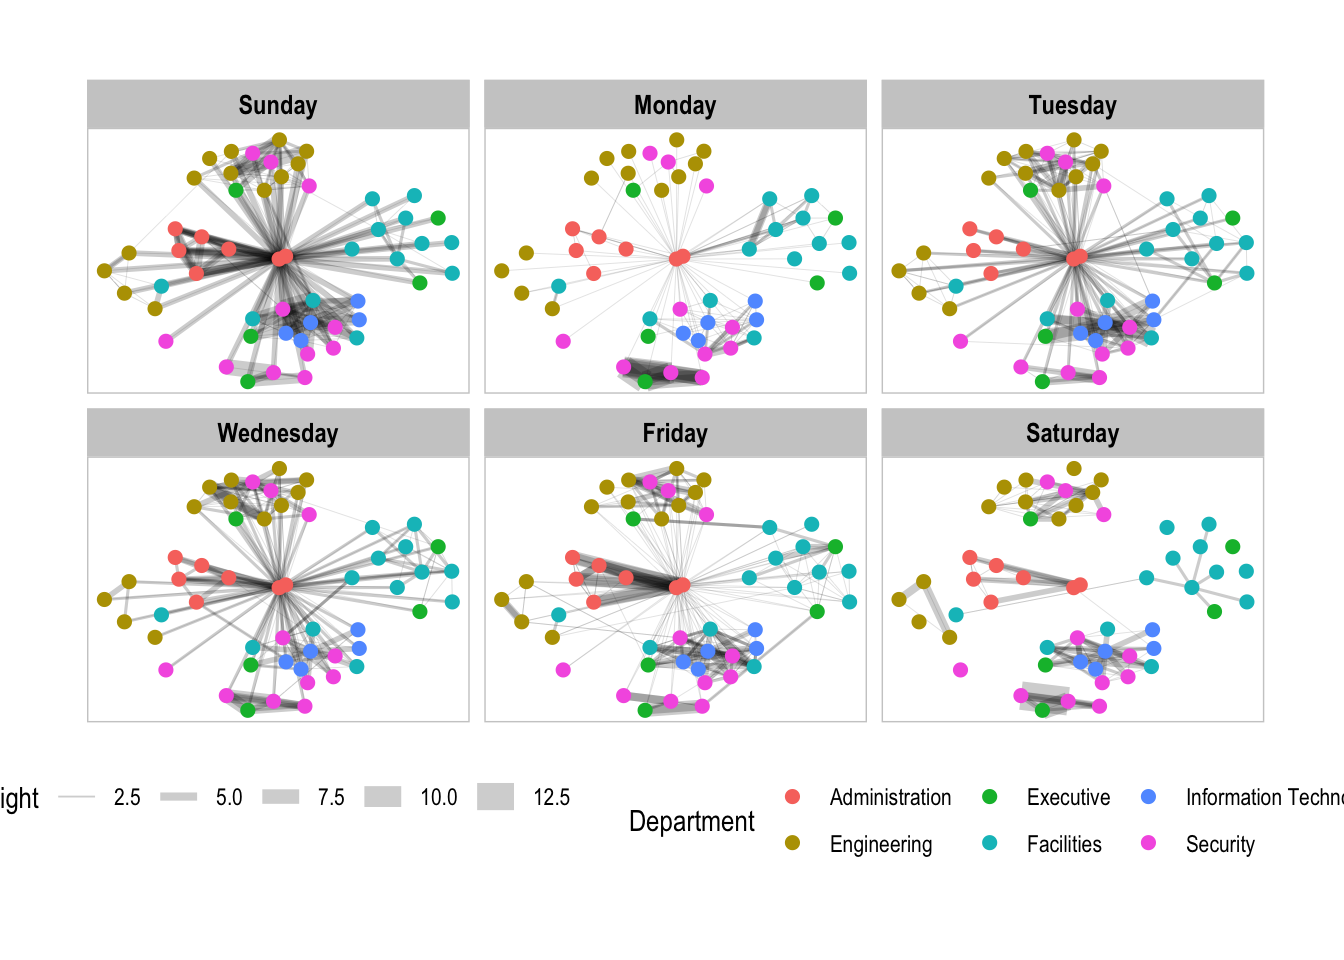 Sunday Monday Tuesday
Wednesday Friday Saturday
ight 2.5 5.0 7.5 10.0 12.5
Department
Administration Executive Information Techno
Engineering Facilities Security